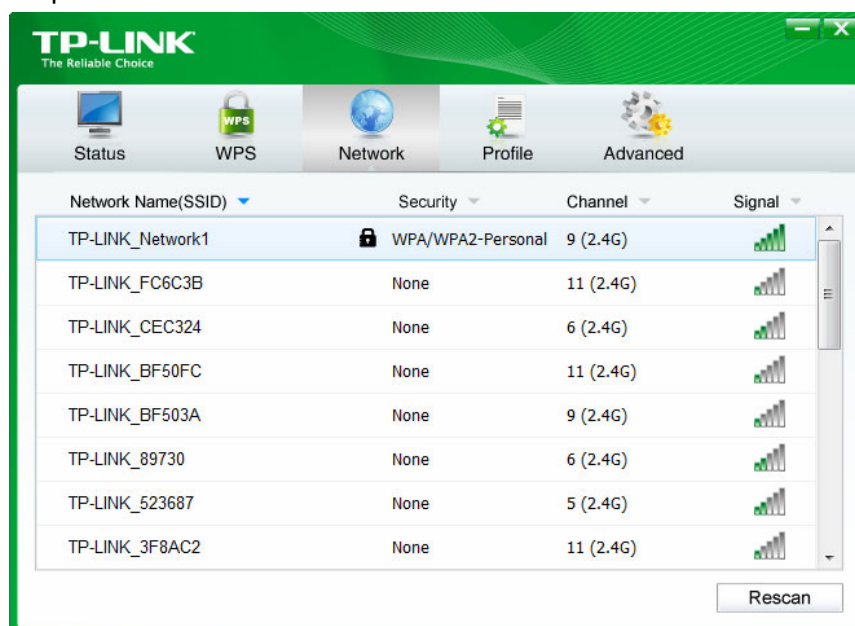 TP-LINK
The Reliable Choice
WPS
Status WPS Network Profile Advanced
Network Name(SSID) Security Channel Signal
TP-LINK_Network1 WPA/WPA2-Personal 9 (2.4G)
TP-LINK_FC6C3B None 11 (2.4G)
TP-LINK_CEC324 None 6 (2.4G)
TP-LINK_BF50FC None 11 (2.4G)
TP-LINK_BF503A None 9 (2.4G)
TP-LINK_89730 None 6 (2.4G)
TP-LINK_523687 None 5 (2.4G)
TP-LINK_3F8AC2 None 11 (2.4G)
Rescan